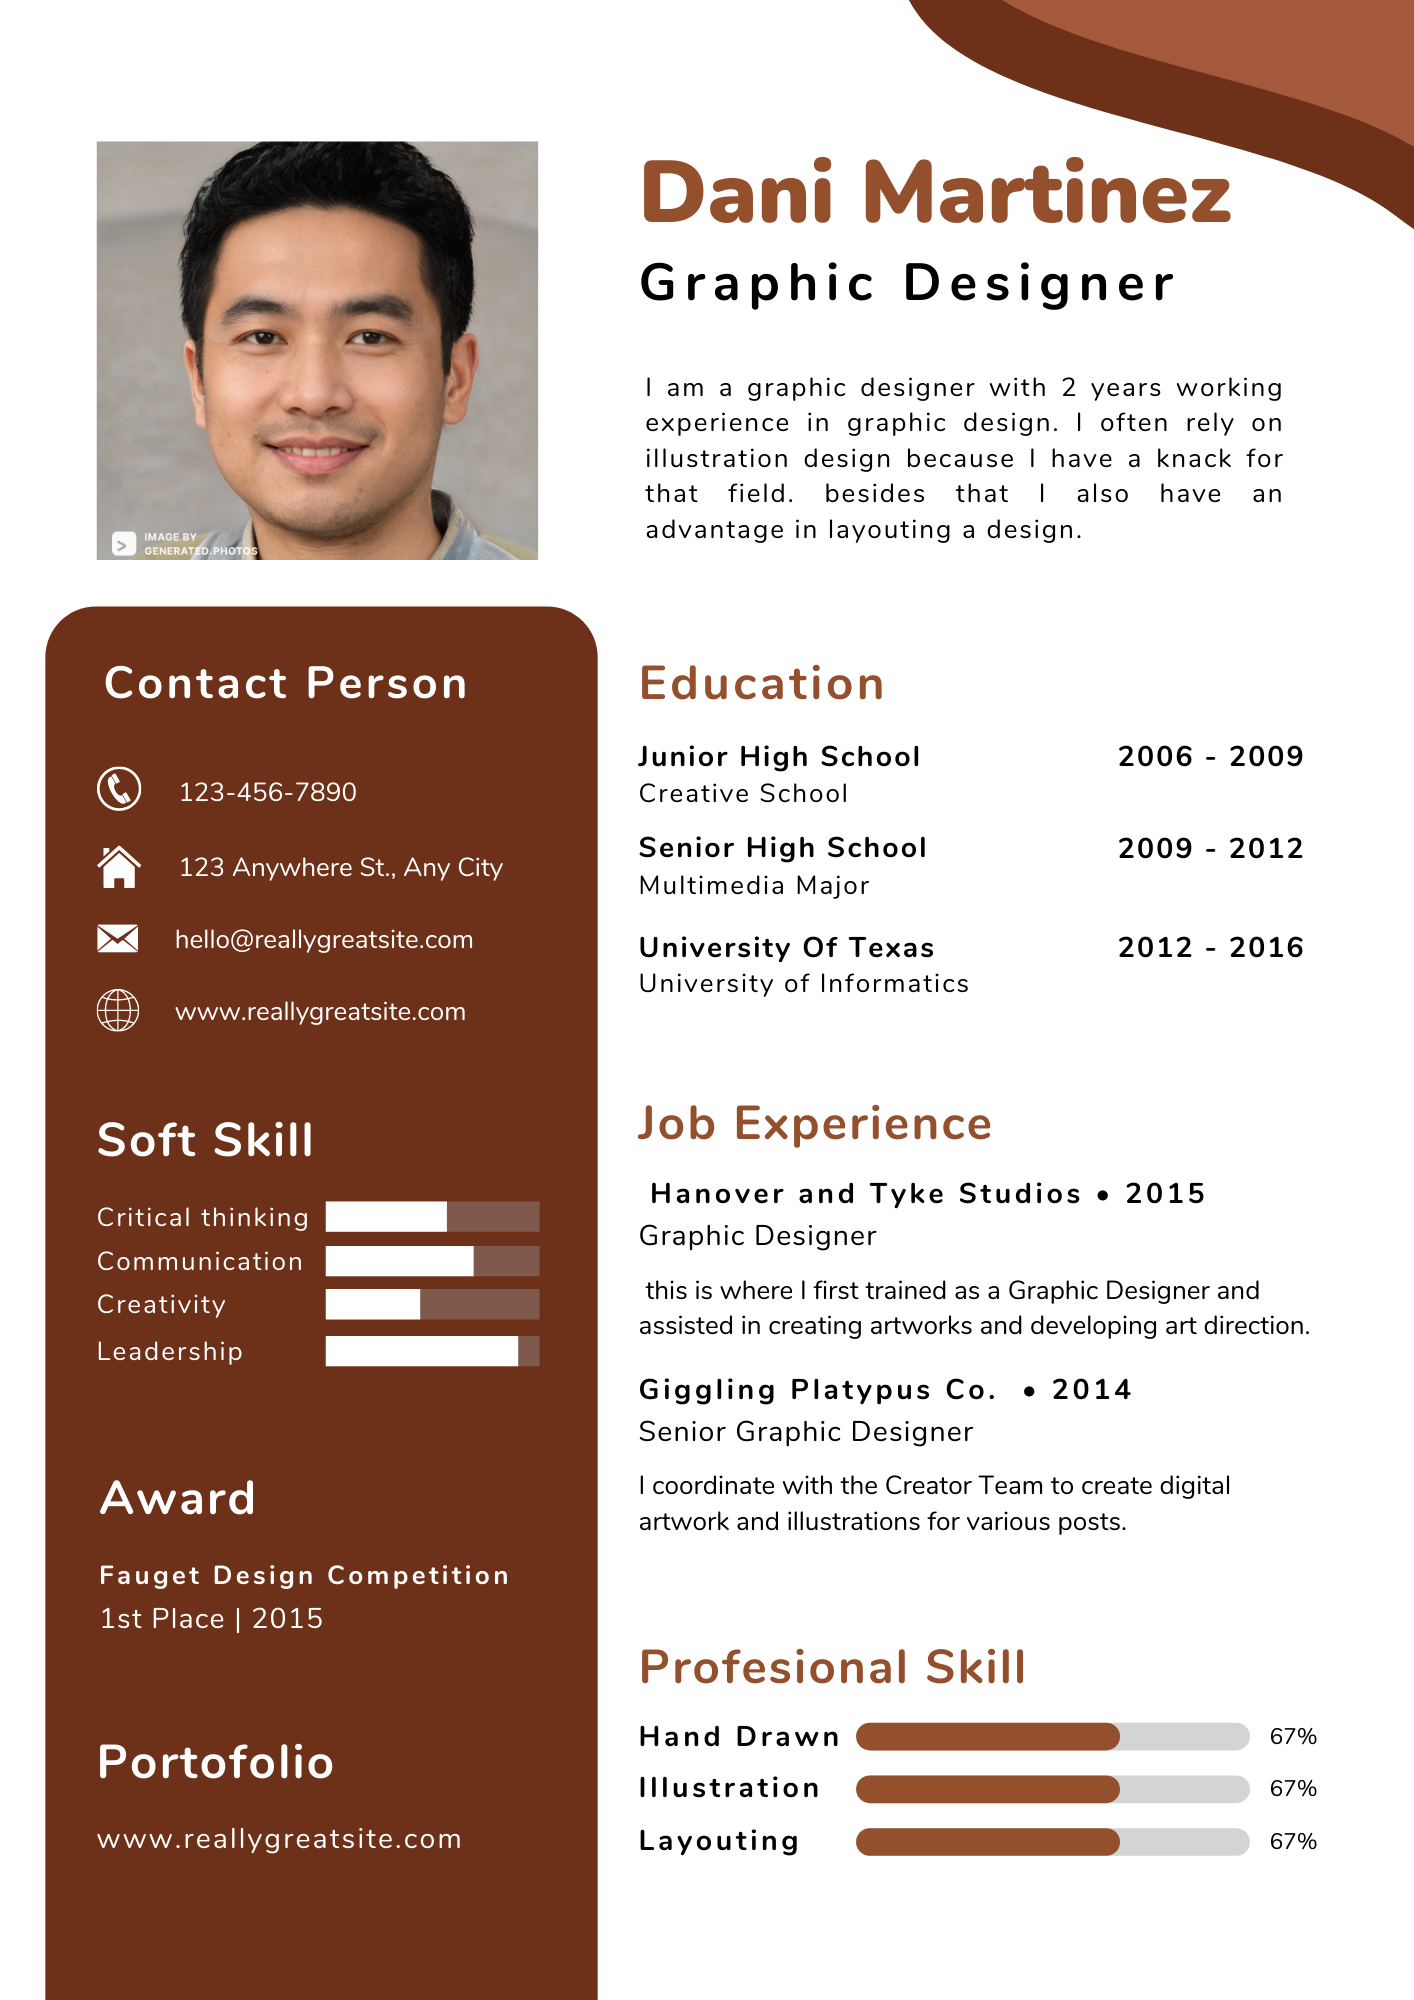 Dani Martinez
Graphic Designer
I am a graphic designer with 2 years working
experience in graphic design. I often rely on
illustration design because I have a knack for
that field. besides that I also have an
advantage in layouting a design.
IMAGE BY
GENERATED.PHOTOS
Contact Person
123-456-7890
123 Anywhere St., Any City
hello@reallygreatsite.com
www.reallygreatsite.com
Soft Skill
Critical thinking
Communication
Creativity
Leadership
Award
Fauget Design Competition
1st Place | 2015
Portofolio
www.reallygreatsite.com
Education
Junior High School 2006 - 2009
Creative School
Senior High School 2009 - 2012
Multimedia Major
University Of Texas 2012 - 2016
University of Informatics
Job Experience
Hanover and Tyke Studios • 2015
Graphic Designer
this is where I first trained as a Graphic Designer and
assisted in creating artworks and developing art direction.
Giggling Platypus Co. • 2014
Senior Graphic Designer
I coordinate with the Creator Team to create digital
artwork and illustrations for various posts.
Profesional Skill
Hand Drawn 67%
Illustration 67%
Layouting 67%